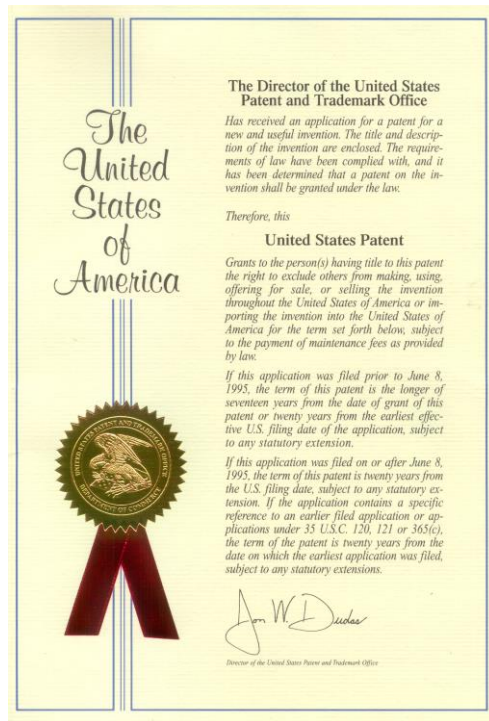 The
United
States
of
America
The Director of the United States
Patent and Trademark Office
Has received an application for a patent for a
new and useful invention. The title and descrip-
tion of the invention are enclosed. The require-
ments of law have been complied with, and it
has been determined that a patent on the in-
vention shall be granted under the law.
Therefore, this
United States Patent
Grants to the person(s) having title to this patent
the right to exclude others from making, using,
offering for sale, or selling the invention
throughout the United States of America or im-
porting the invention into the United States of
America for the term set forth below, subject
to the payment of maintenance fees as provided
by law.
If this application was filed prior to June 8,
1995, the term of this patent is the longer of
seventeen years from the date of grant of this
patent or twenty years from the earliest effec-
tive U.S. filing date of the application, subject
to any statutory extension.
If this application was filed on or after June 8,
1995, the term of this patent is twenty years from
the U.S. filing date, subject to any statutory ex-
tension. If the application contains a specific
reference to an earlier filed application or ap-
plications under 35 U.S.C. 120, 121 or 365(c),
the term of the patent is twenty years from the
date on which the earliest application was filed,
subject to any statutory extensions.
UNITED STATES PATENT AND TRADEMARK OFFICE
DEPARTMENT OF COMMERCE
Jon W. Dudas
Director of the United States Patent and Trademark Office